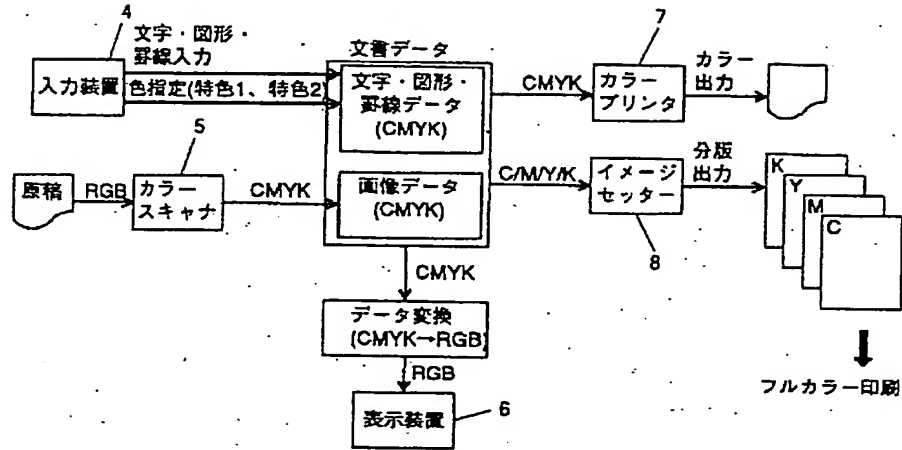 4
文字・図形・
罫線入力
入力装置
色指定(特色1、特色2)
文書データ
文字・図形・
罫線データ
(CMYK)
CMYK
7
カラー
プリンタ
カラー
出力
5
原稿
RGB
カラー
スキャナ
CMYK
画像データ
(CMYK)
C/M/Y/K
イメージ
セッター
8
分版
出力
K
Y
M
C
フルカラー印刷
CMYK
データ変換
(CMYK→RGB)
RGB
表示装置
6